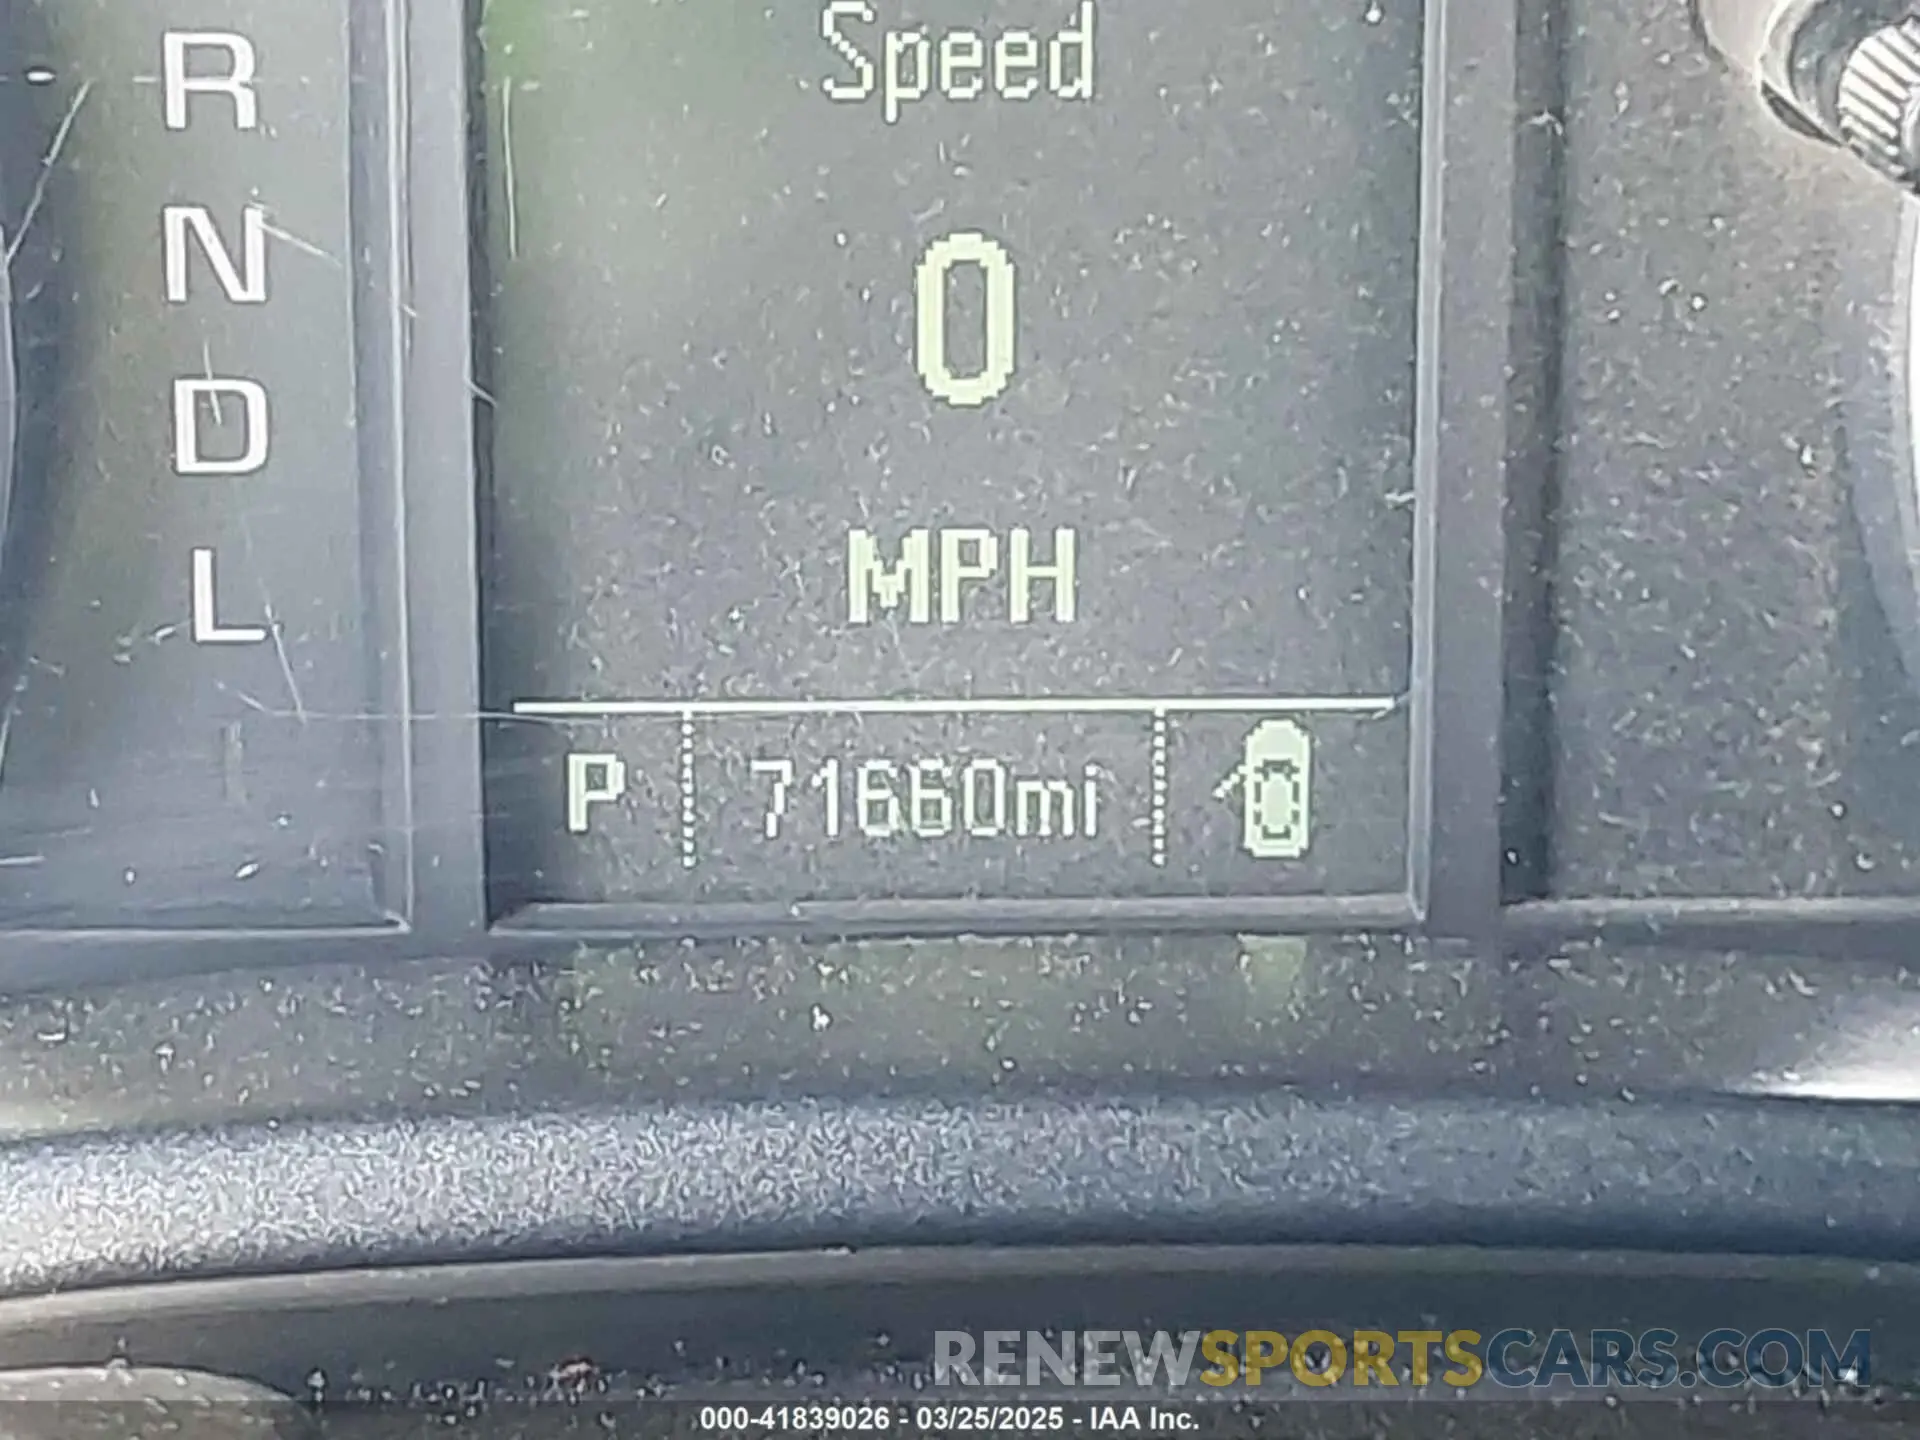 R
N
D
L
Speed
0
MPH
P 71660mi
RENEWSPORTSCARS.COM
000-41839026 - 03/25/2025 - IAA Inc.